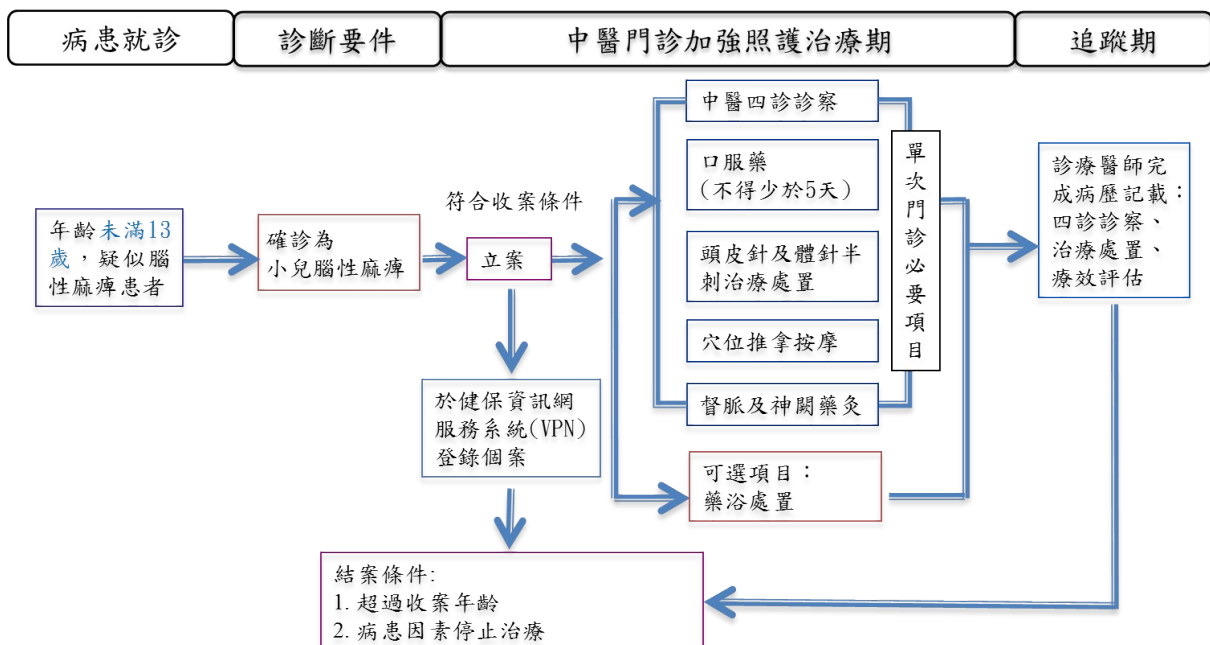 病患就診
診斷要件
中醫門診加強照護治療期
追蹤期
年齡未滿13
歲，疑似腦
性麻痺患者
確診為
小兒腦性麻痺
符合收案條件
立案
於健保資訊網
服務系統(VPN)
登錄個案
中醫四診診察
口服藥
(不得少於5天)
頭皮針及體針半
刺治療處置
穴位推拿按摩
督脈及神闕藥灸
單次門診必要項目
可選項目：
藥浴處置
診療醫師完
成病歷記載：
四診診察、
治療處置、
療效評估
結案條件:
1. 超過收案年齡
2. 病患因素停止治療